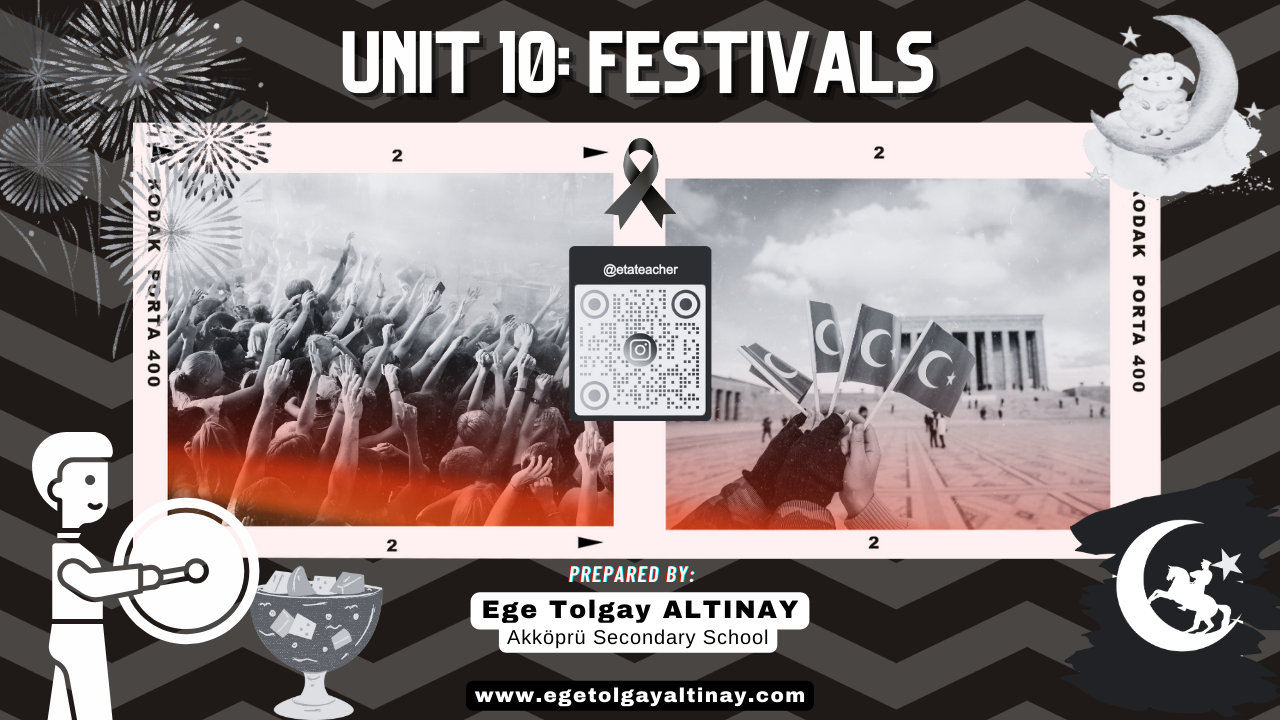 UNIT 10: FESTIVALS
2
2
KODAK PORTA 400
KODAK PORTA 400
@etateacher
2
2
PREPARED BY:
Ege Tolgay ALTINAY
Akköprü Secondary School
www.egetolgayaltinay.com